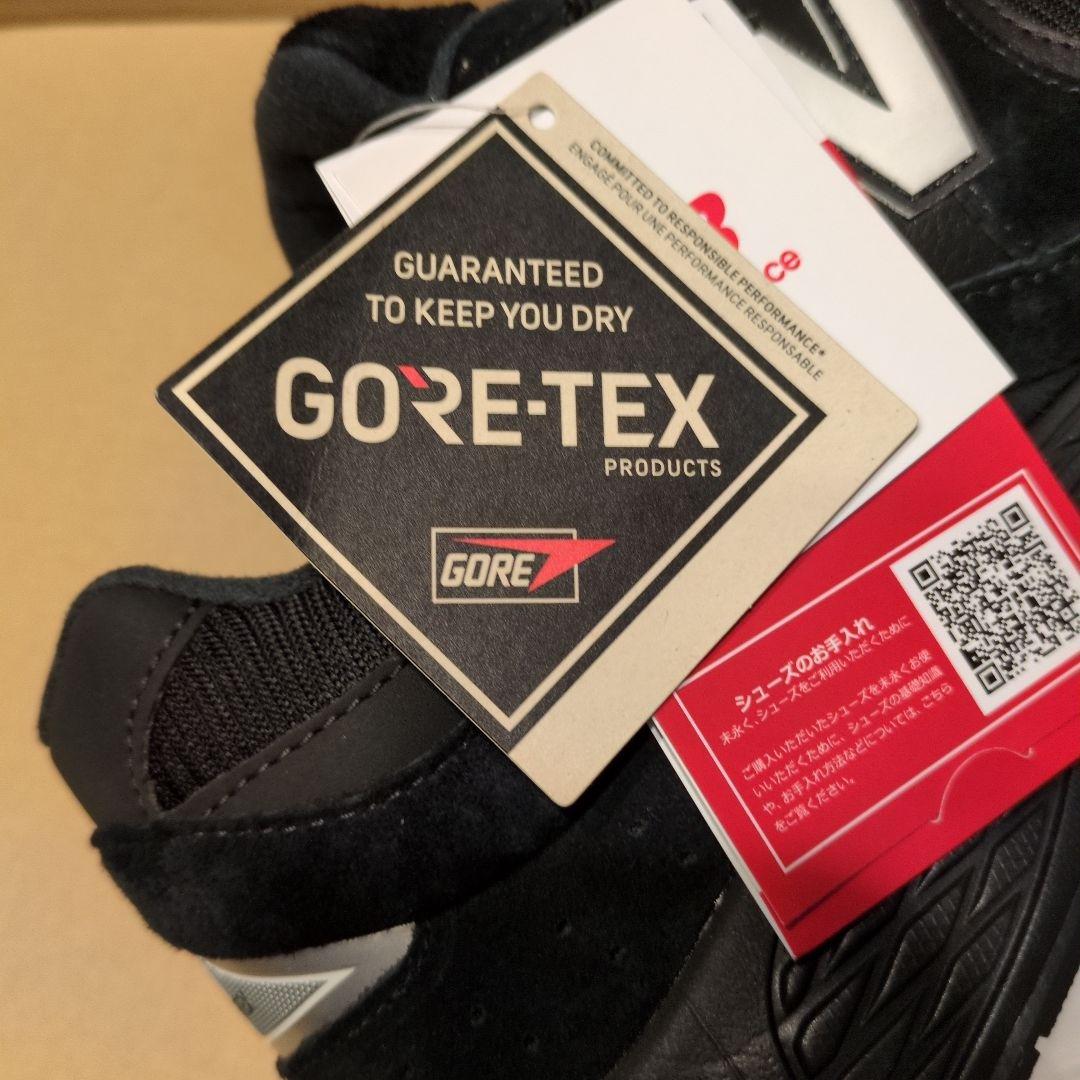 COMMITTED TO RESPONSIBLE PERFORMANCE*
ENGAGÉ POUR UNE PERFORMANCE RESPONSABLE
GUARANTEED
TO KEEP YOU DRY
GORE-TEX
PRODUCTS
GORE
シューズのお手入れ
末永く、シューズをご利用いただくために
ご購入いただいたシューズを末永くお使
いいただくために、シューズの基礎知識
や、お手入れ方法などについては、こちら
をご覧ください。